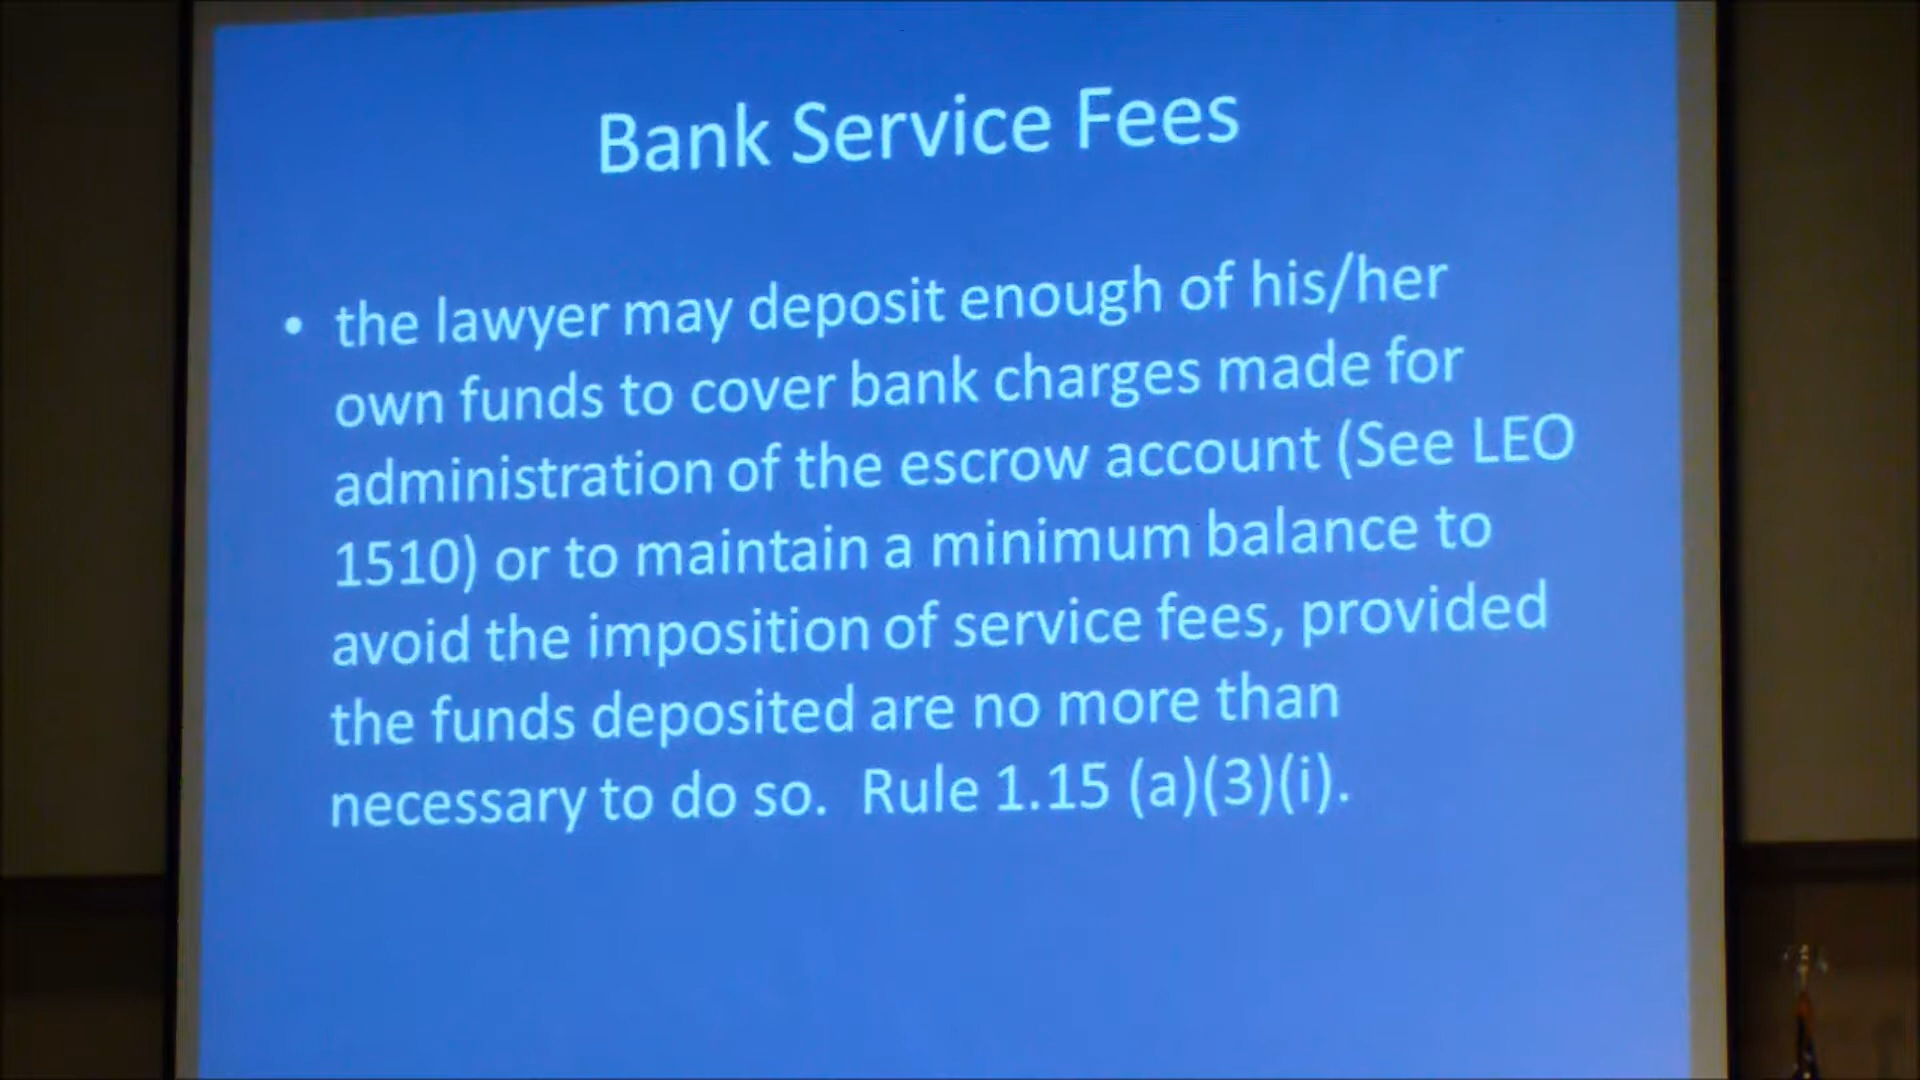 Bank Service Fees
• the lawyer may deposit enough of his/her
own funds to cover bank charges made for
administration of the escrow account (See LEO
1510) or to maintain a minimum balance to
avoid the imposition of service fees, provided
the funds deposited are no more than
necessary to do so.  Rule 1.15 (a)(3)(i).